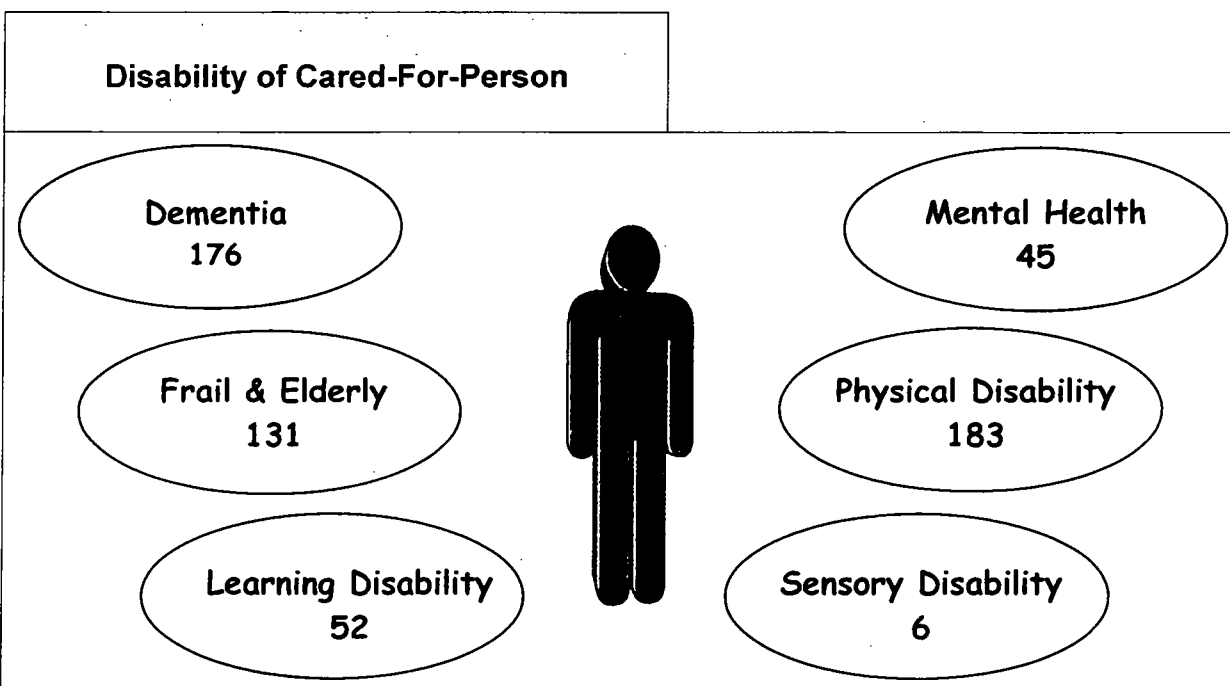 Disability of Cared-For-Person
Dementia
176
Mental Health
45
Frail & Elderly
131
Physical Disability
183
Learning Disability
52
Sensory Disability
6